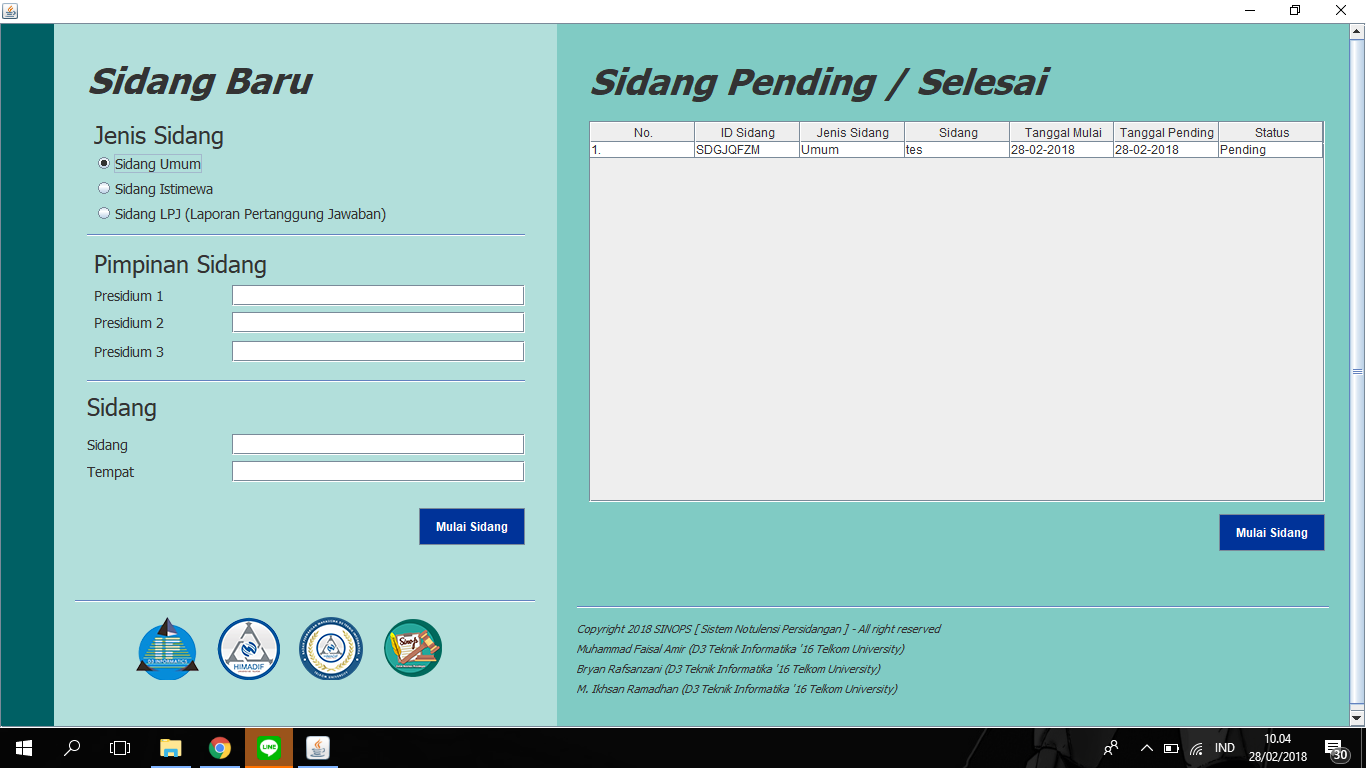 Sidang Baru
Jenis Sidang
Sidang Umum
Sidang Istimewa
Sidang LPJ (Laporan Pertanggung Jawaban)
Pimpinan Sidang
Presidium 1
Presidium 2
Presidium 3
Sidang
Sidang
Tempat
Mulai Sidang
D3 INFORMATICS
HIMADIF
Sidang Pending / Selesai
No. ID Sidang Jenis Sidang Sidang Tanggal Mulai Tanggal Pending Status
1. SDGJQFZM Umum tes 28-02-2018 28-02-2018 Pending
Mulai Sidang
Copyright 2018 SINOPS [ Sistem Notulensi Persidangan ] - All right reserved
Muhammad Faisal Amir (D3 Teknik Informatika '16 Telkom University)
Bryan Rafsanzani (D3 Teknik Informatika '16 Telkom University)
M. Ikhsan Ramadhan (D3 Teknik Informatika '16 Telkom University)
LINE
IND
10.04
28/02/2018
30